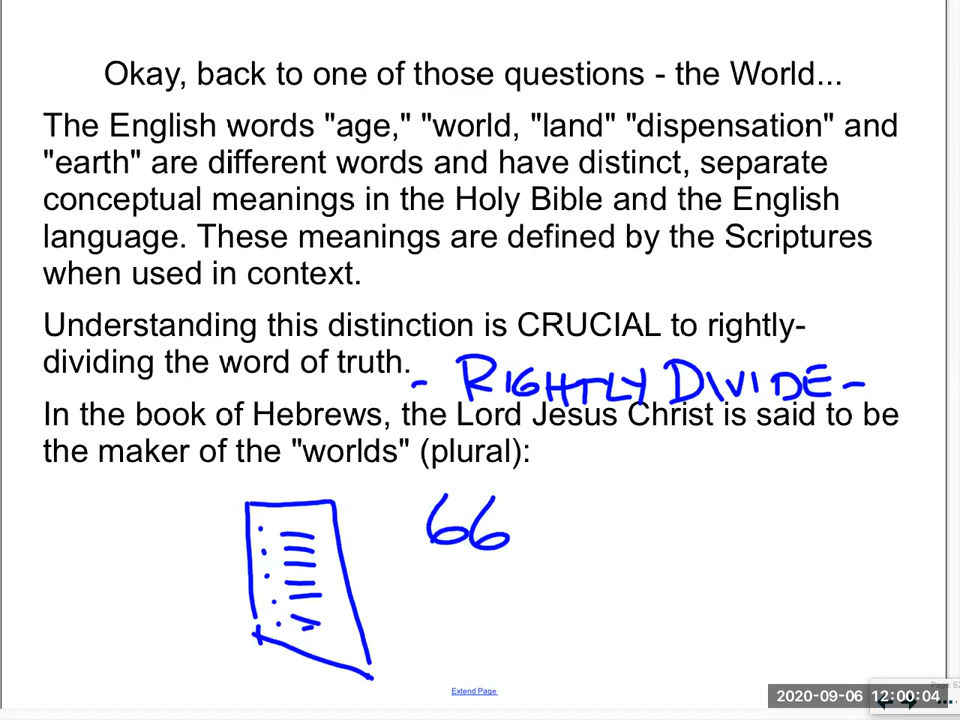 Okay, back to one of those questions - the World...
The English words "age," "world, "land" "dispensation" and
"earth" are different words and have distinct, separate
conceptual meanings in the Holy Bible and the English
language. These meanings are defined by the Scriptures
when used in context.
Understanding this distinction is CRUCIAL to rightly-
dividing the word of truth.
- RIGHTLY DIVIDE -
In the book of Hebrews, the Lord Jesus Christ is said to be
the maker of the "worlds" (plural):
66
Extend Page
2020-09-06 12:00:04